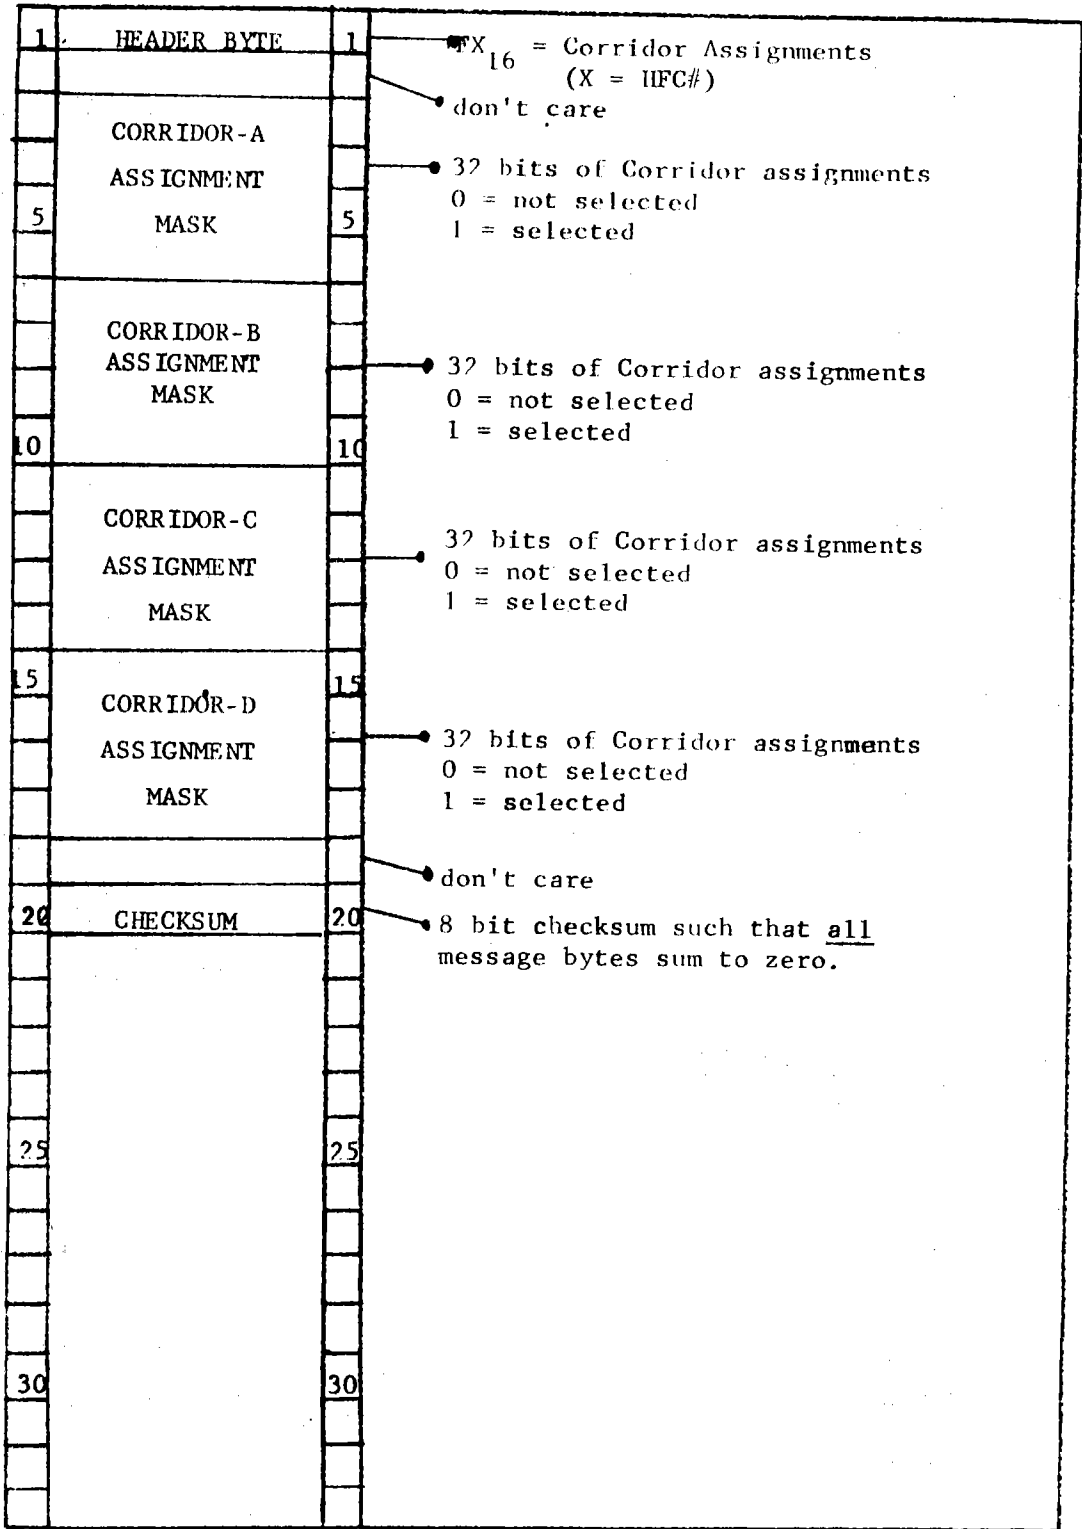 1 HEADER BYTE 1
FX16 = Corridor Assignments
(X = HFC#)
don't care
CORRIDOR-A
ASSIGNMENT
MASK
5 5
32 bits of Corridor assignments
0 = not selected
1 = selected
CORRIDOR-B
ASSIGNMENT
MASK
10 10
32 bits of Corridor assignments
0 = not selected
1 = selected
CORRIDOR-C
ASSIGNMENT
MASK
32 bits of Corridor assignments
0 = not selected
1 = selected
15 15
CORRIDOR-D
ASSIGNMENT
MASK
32 bits of Corridor assignments
0 = not selected
1 = selected
don't care
20 CHECKSUM 20
8 bit checksum such that all
message bytes sum to zero.
25 25
30 30